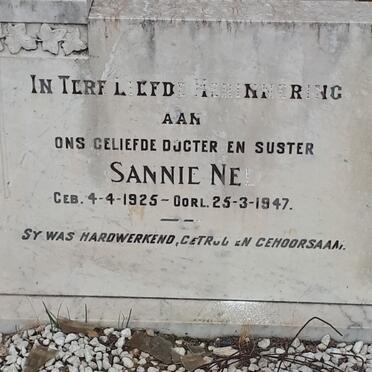 IN TEER LIEFDE HERINNERING
AAN
ONS GELIEFDE DOGTER EN SUSTER
SANNIE NEL
GEB. 4-4-1925 - OORL. 25-3-1947.
SY WAS HARDWERKEND, GETROU EN GEHOORSAAM.